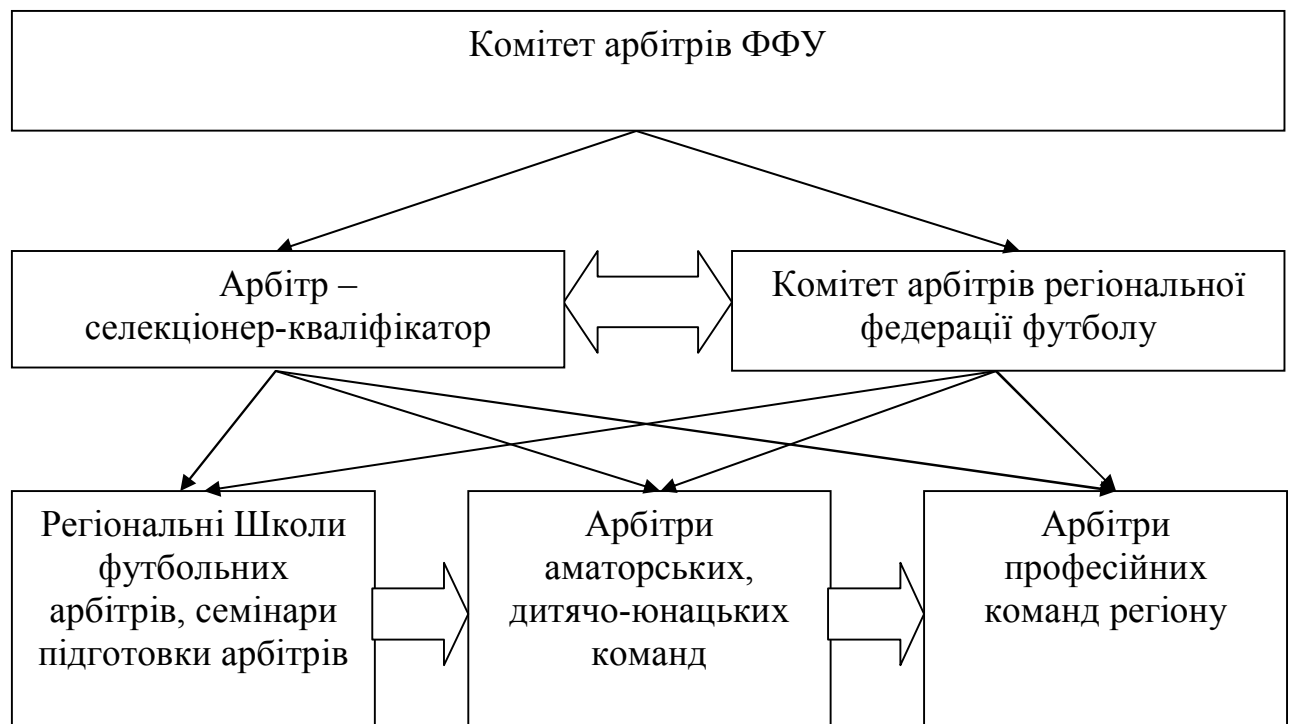 Комітет арбітрів ФФУ
Арбітр –
селекціонер-кваліфікатор
Комітет арбітрів регіональної
федерації футболу
Регіональні Школи
футбольних
арбітрів, семінари
підготовки арбітрів
Арбітри
аматорських,
дитячо-юнацьких
команд
Арбітри
професійних
команд регіону